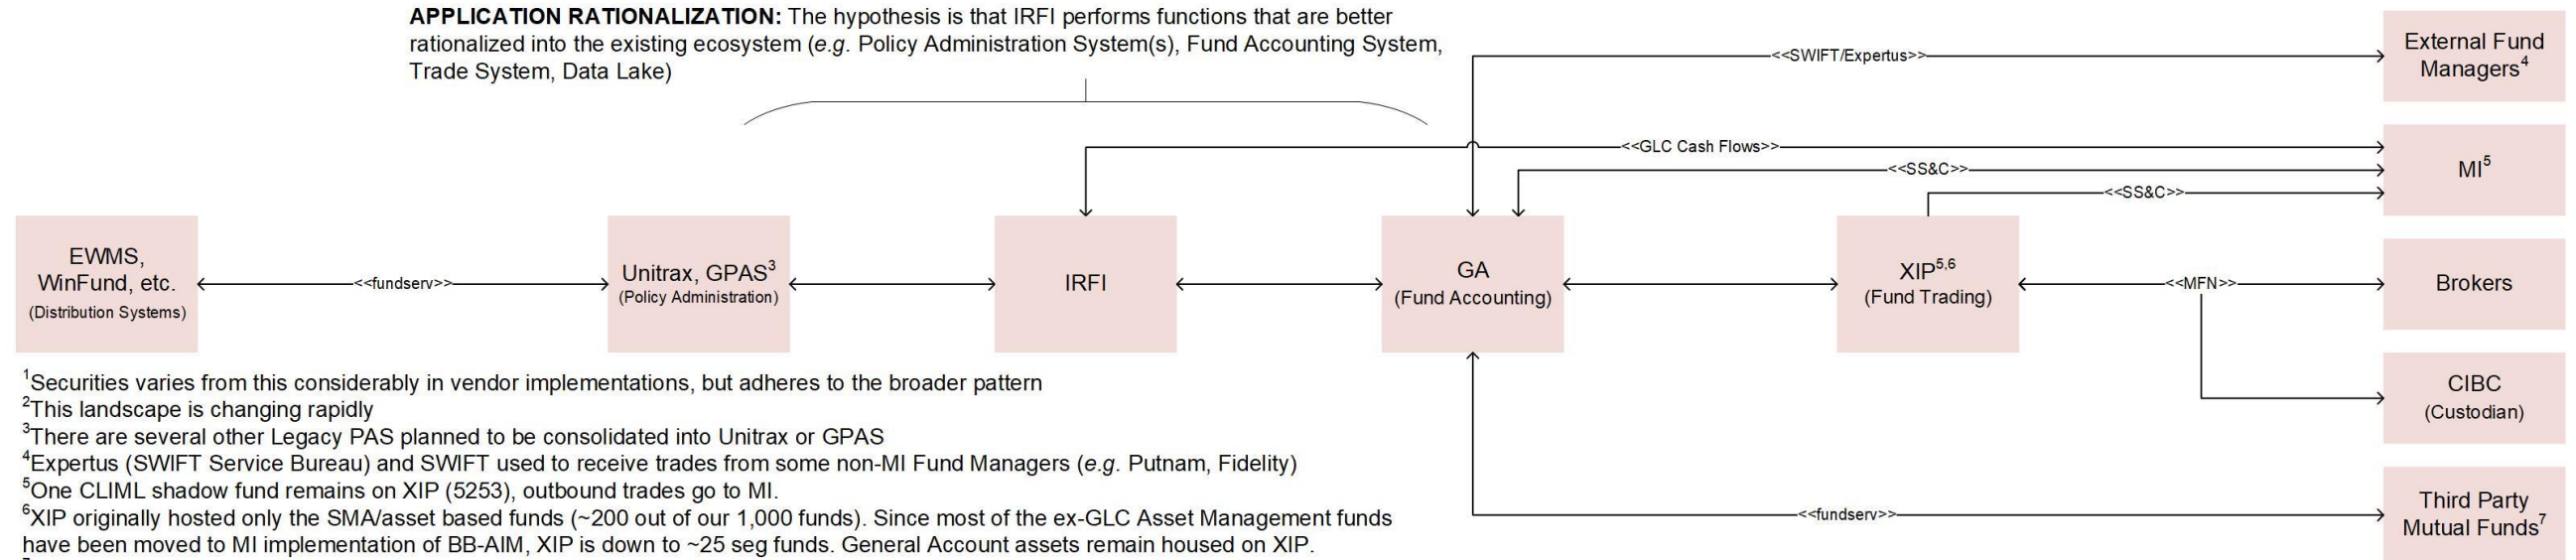 APPLICATION RATIONALIZATION: The hypothesis is that IRFI performs functions that are better
rationalized into the existing ecosystem (e.g. Policy Administration System(s), Fund Accounting System,
Trade System, Data Lake)
<<SWIFT/Expertus>>
External Fund
Managers4
<<GLC Cash Flows>>
<<SS&C>>
<<SS&C>>
MI5
EWMS,
WinFund, etc.
(Distribution Systems)
<<fundserv>>
Unitrax, GPAS3
(Policy Administration)
IRFI
GA
(Fund Accounting)
XIP5,6
(Fund Trading)
<<MFN>>
Brokers
CIBC
(Custodian)
<<fundserv>>
Third Party
Mutual Funds7
1Securities varies from this considerably in vendor implementations, but adheres to the broader pattern
2This landscape is changing rapidly
3There are several other Legacy PAS planned to be consolidated into Unitrax or GPAS
4Expertus (SWIFT Service Bureau) and SWIFT used to receive trades from some non-MI Fund Managers (e.g. Putnam, Fidelity)
5One CLIML shadow fund remains on XIP (5253), outbound trades go to MI.
6XIP originally hosted only the SMA/asset based funds (~200 out of our 1,000 funds). Since most of the ex-GLC Asset Management funds
have been moved to MI implementation of BB-AIM, XIP is down to ~25 seg funds. General Account assets remain housed on XIP.